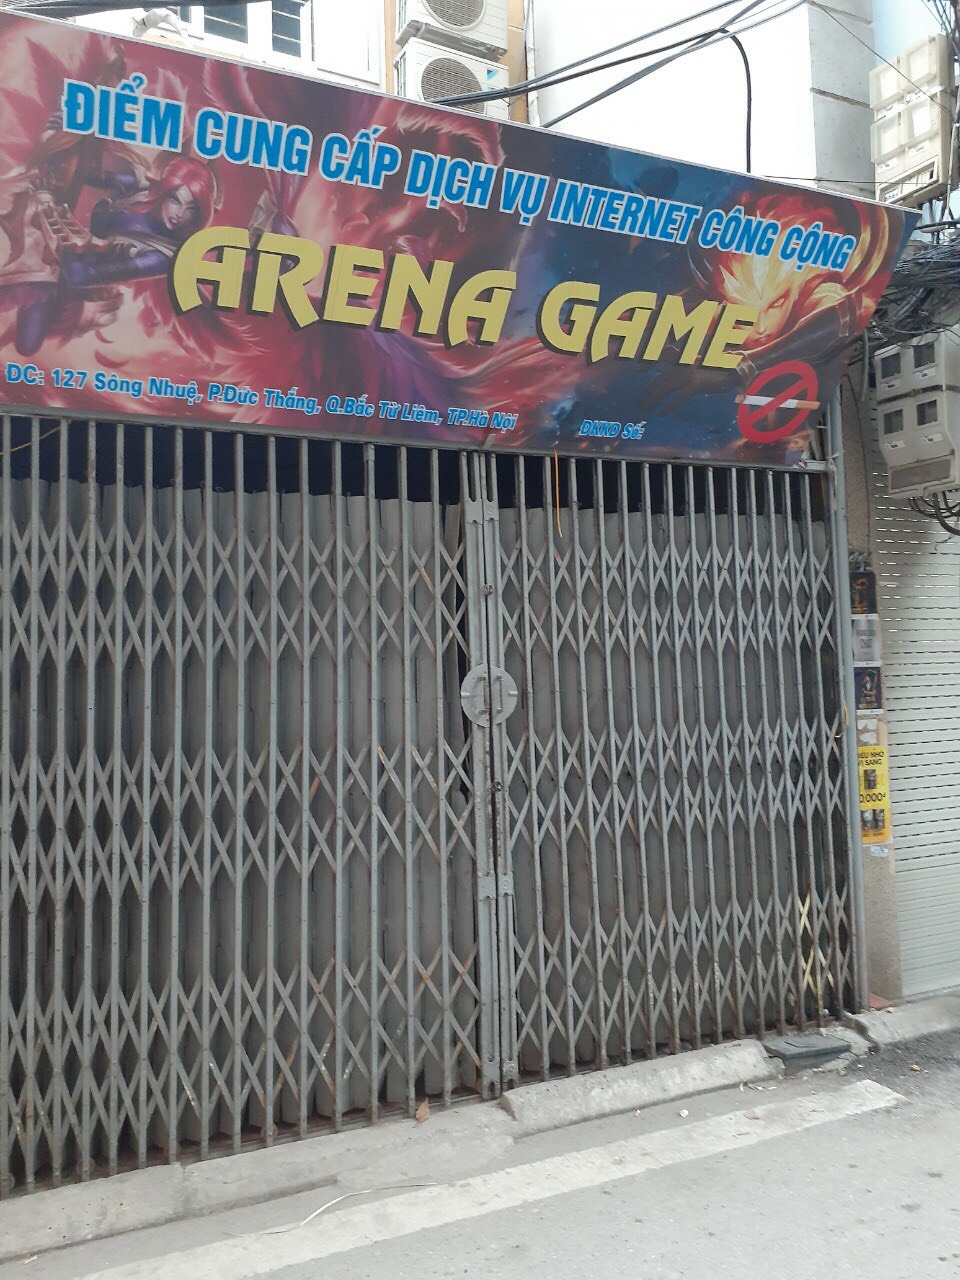 ĐIỂM CUNG CẤP DỊCH VỤ INTERNET CÔNG CỘNG
ARENA GAME
ĐC: 127 Sông Nhuệ, P.Đức Thắng, Q.Bắc Từ Liêm, TP.Hà Nội
ĐKKD Số: